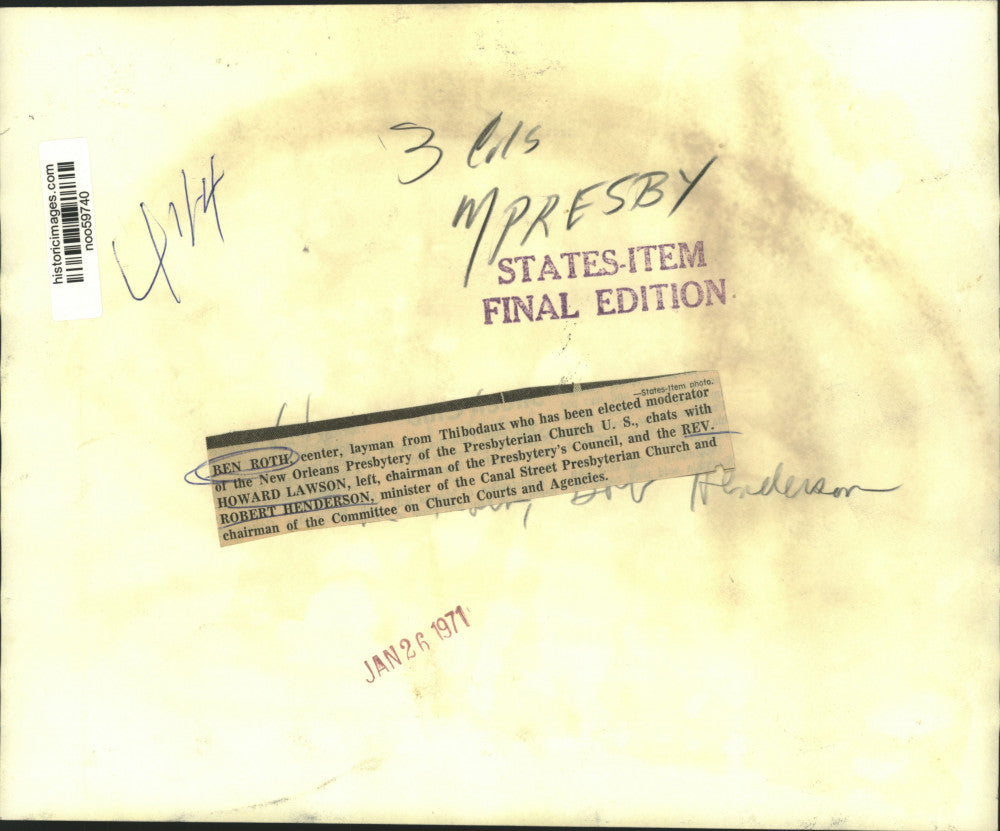 historicimages.com
noo59740
3 Cols
MPRESBY
STATES-ITEM
FINAL EDITION
—States-Item photo.
BEN ROTH, center, layman from Thibodaux who has been elected moderator
of the New Orleans Presbytery of the Presbyterian Church U. S., chats with
HOWARD LAWSON, left, chairman of the Presbytery's Council, and the REV.
ROBERT HENDERSON, minister of the Canal Street Presbyterian Church and
chairman of the Committee on Church Courts and Agencies.
Bob Henderson
JAN 26 1971